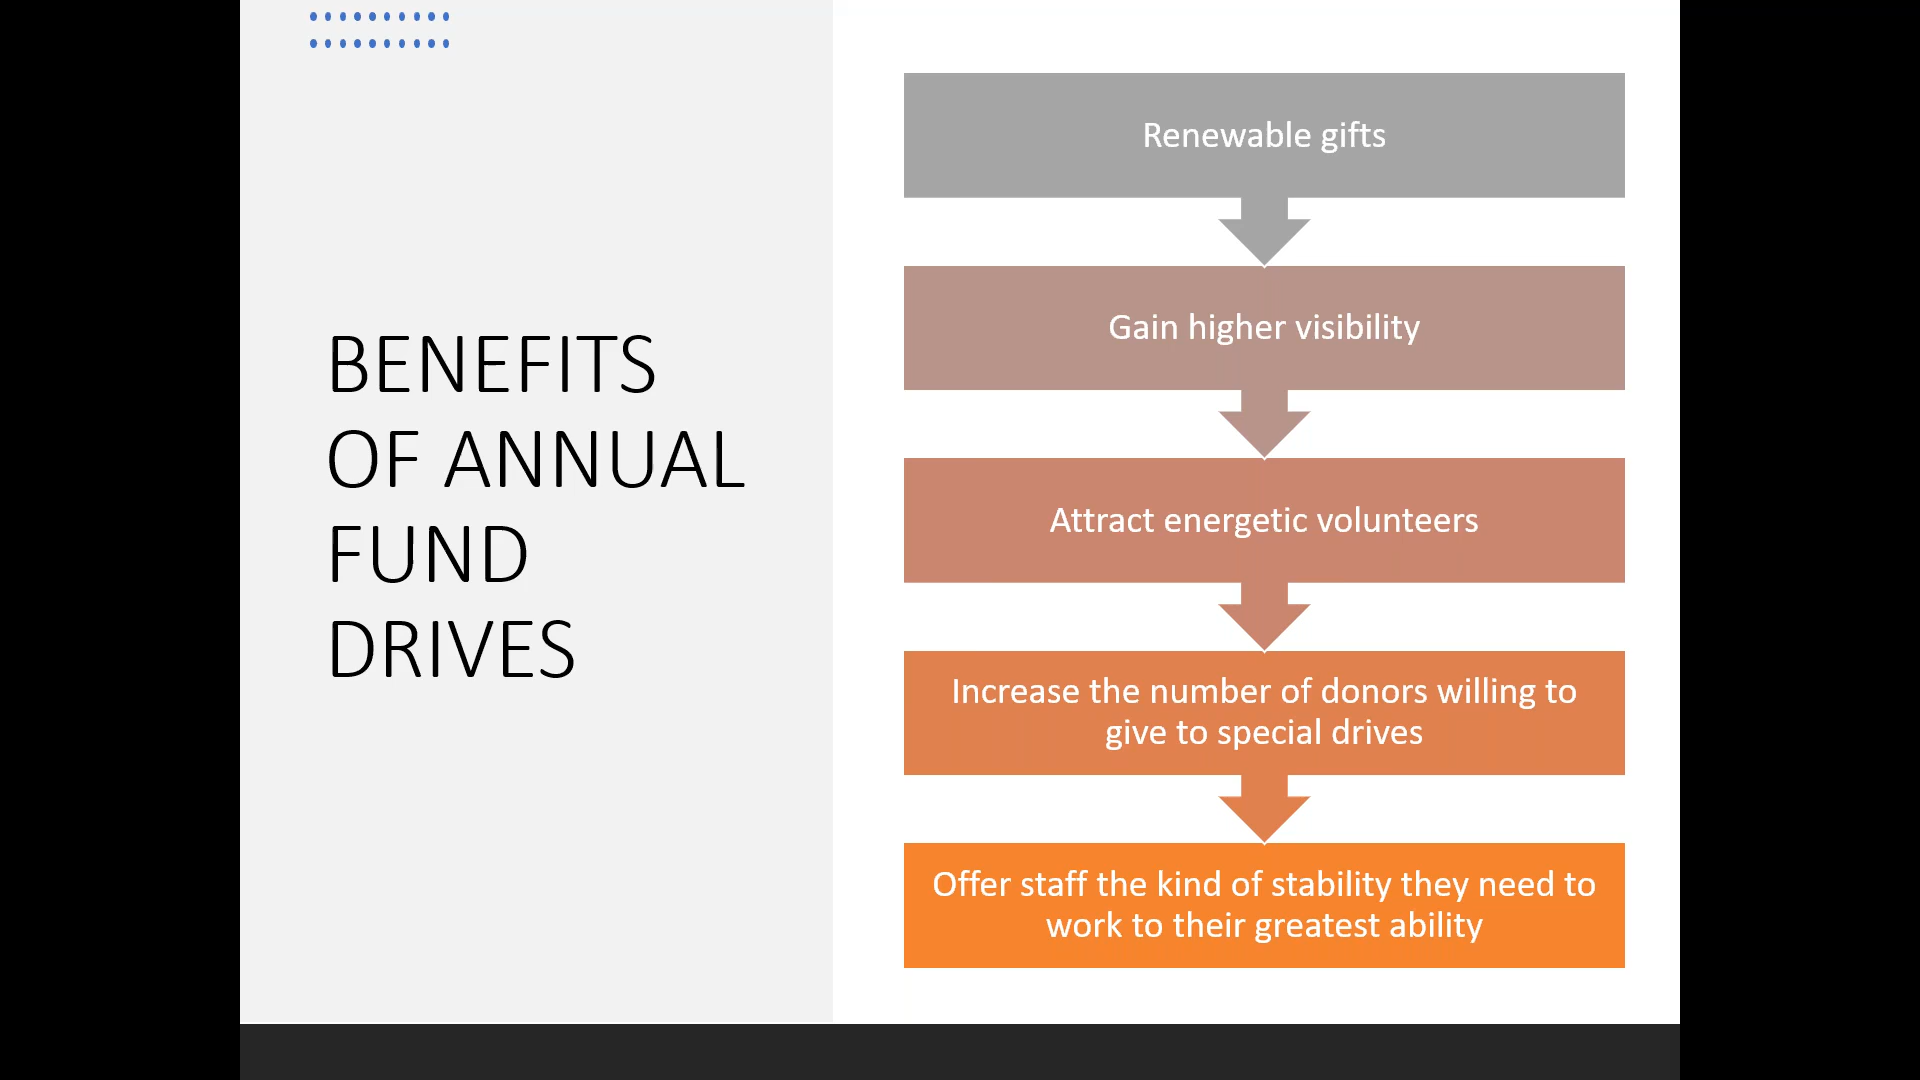 BENEFITS
OF ANNUAL
FUND
DRIVES
Renewable gifts
Gain higher visibility
Attract energetic volunteers
Increase the number of donors willing to
give to special drives
Offer staff the kind of stability they need to
work to their greatest ability